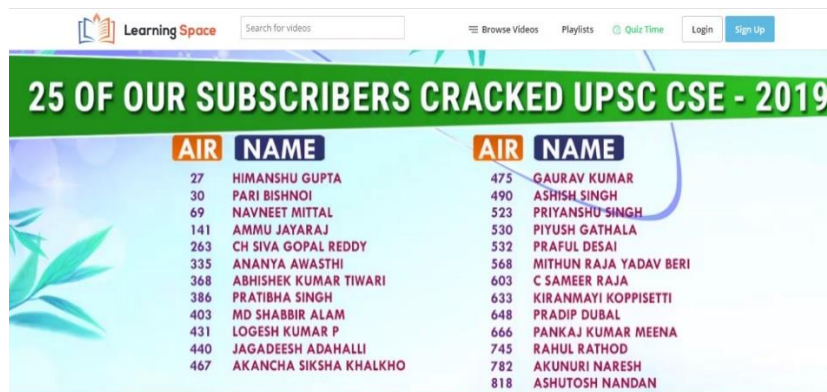 Learning Space
Search for videos
Browse Videos
Playlists
Quiz Time
Login
Sign Up
25 OF OUR SUBSCRIBERS CRACKED UPSC CSE - 2019
AIR NAME
27 HIMANSHU GUPTA
30 PARI BISHNOI
69 NAVNEET MITTAL
141 AMMU JAYARAJ
263 CH SIVA GOPAL REDDY
335 ANANYA AWASTHI
368 ABHISHEK KUMAR TIWARI
386 PRATIBHA SINGH
403 MD SHABBIR ALAM
431 LOGESH KUMAR P
440 JAGADEESH ADAHALLI
467 AKANCHA SIKSHA KHALKHO
AIR NAME
475 GAURAV KUMAR
490 ASHISH SINGH
523 PRIYANSHU SINGH
530 PIYUSH GATHALA
532 PRAFUL DESAI
568 MITHUN RAJA YADAV BERI
603 C SAMEER RAJA
633 KIRANMAYI KOPPISETTI
648 PRADIP DUBAL
666 PANKAJ KUMAR MEENA
745 RAHUL RATHOD
782 AKUNURI NARESH
818 ASHUTOSH NANDAN